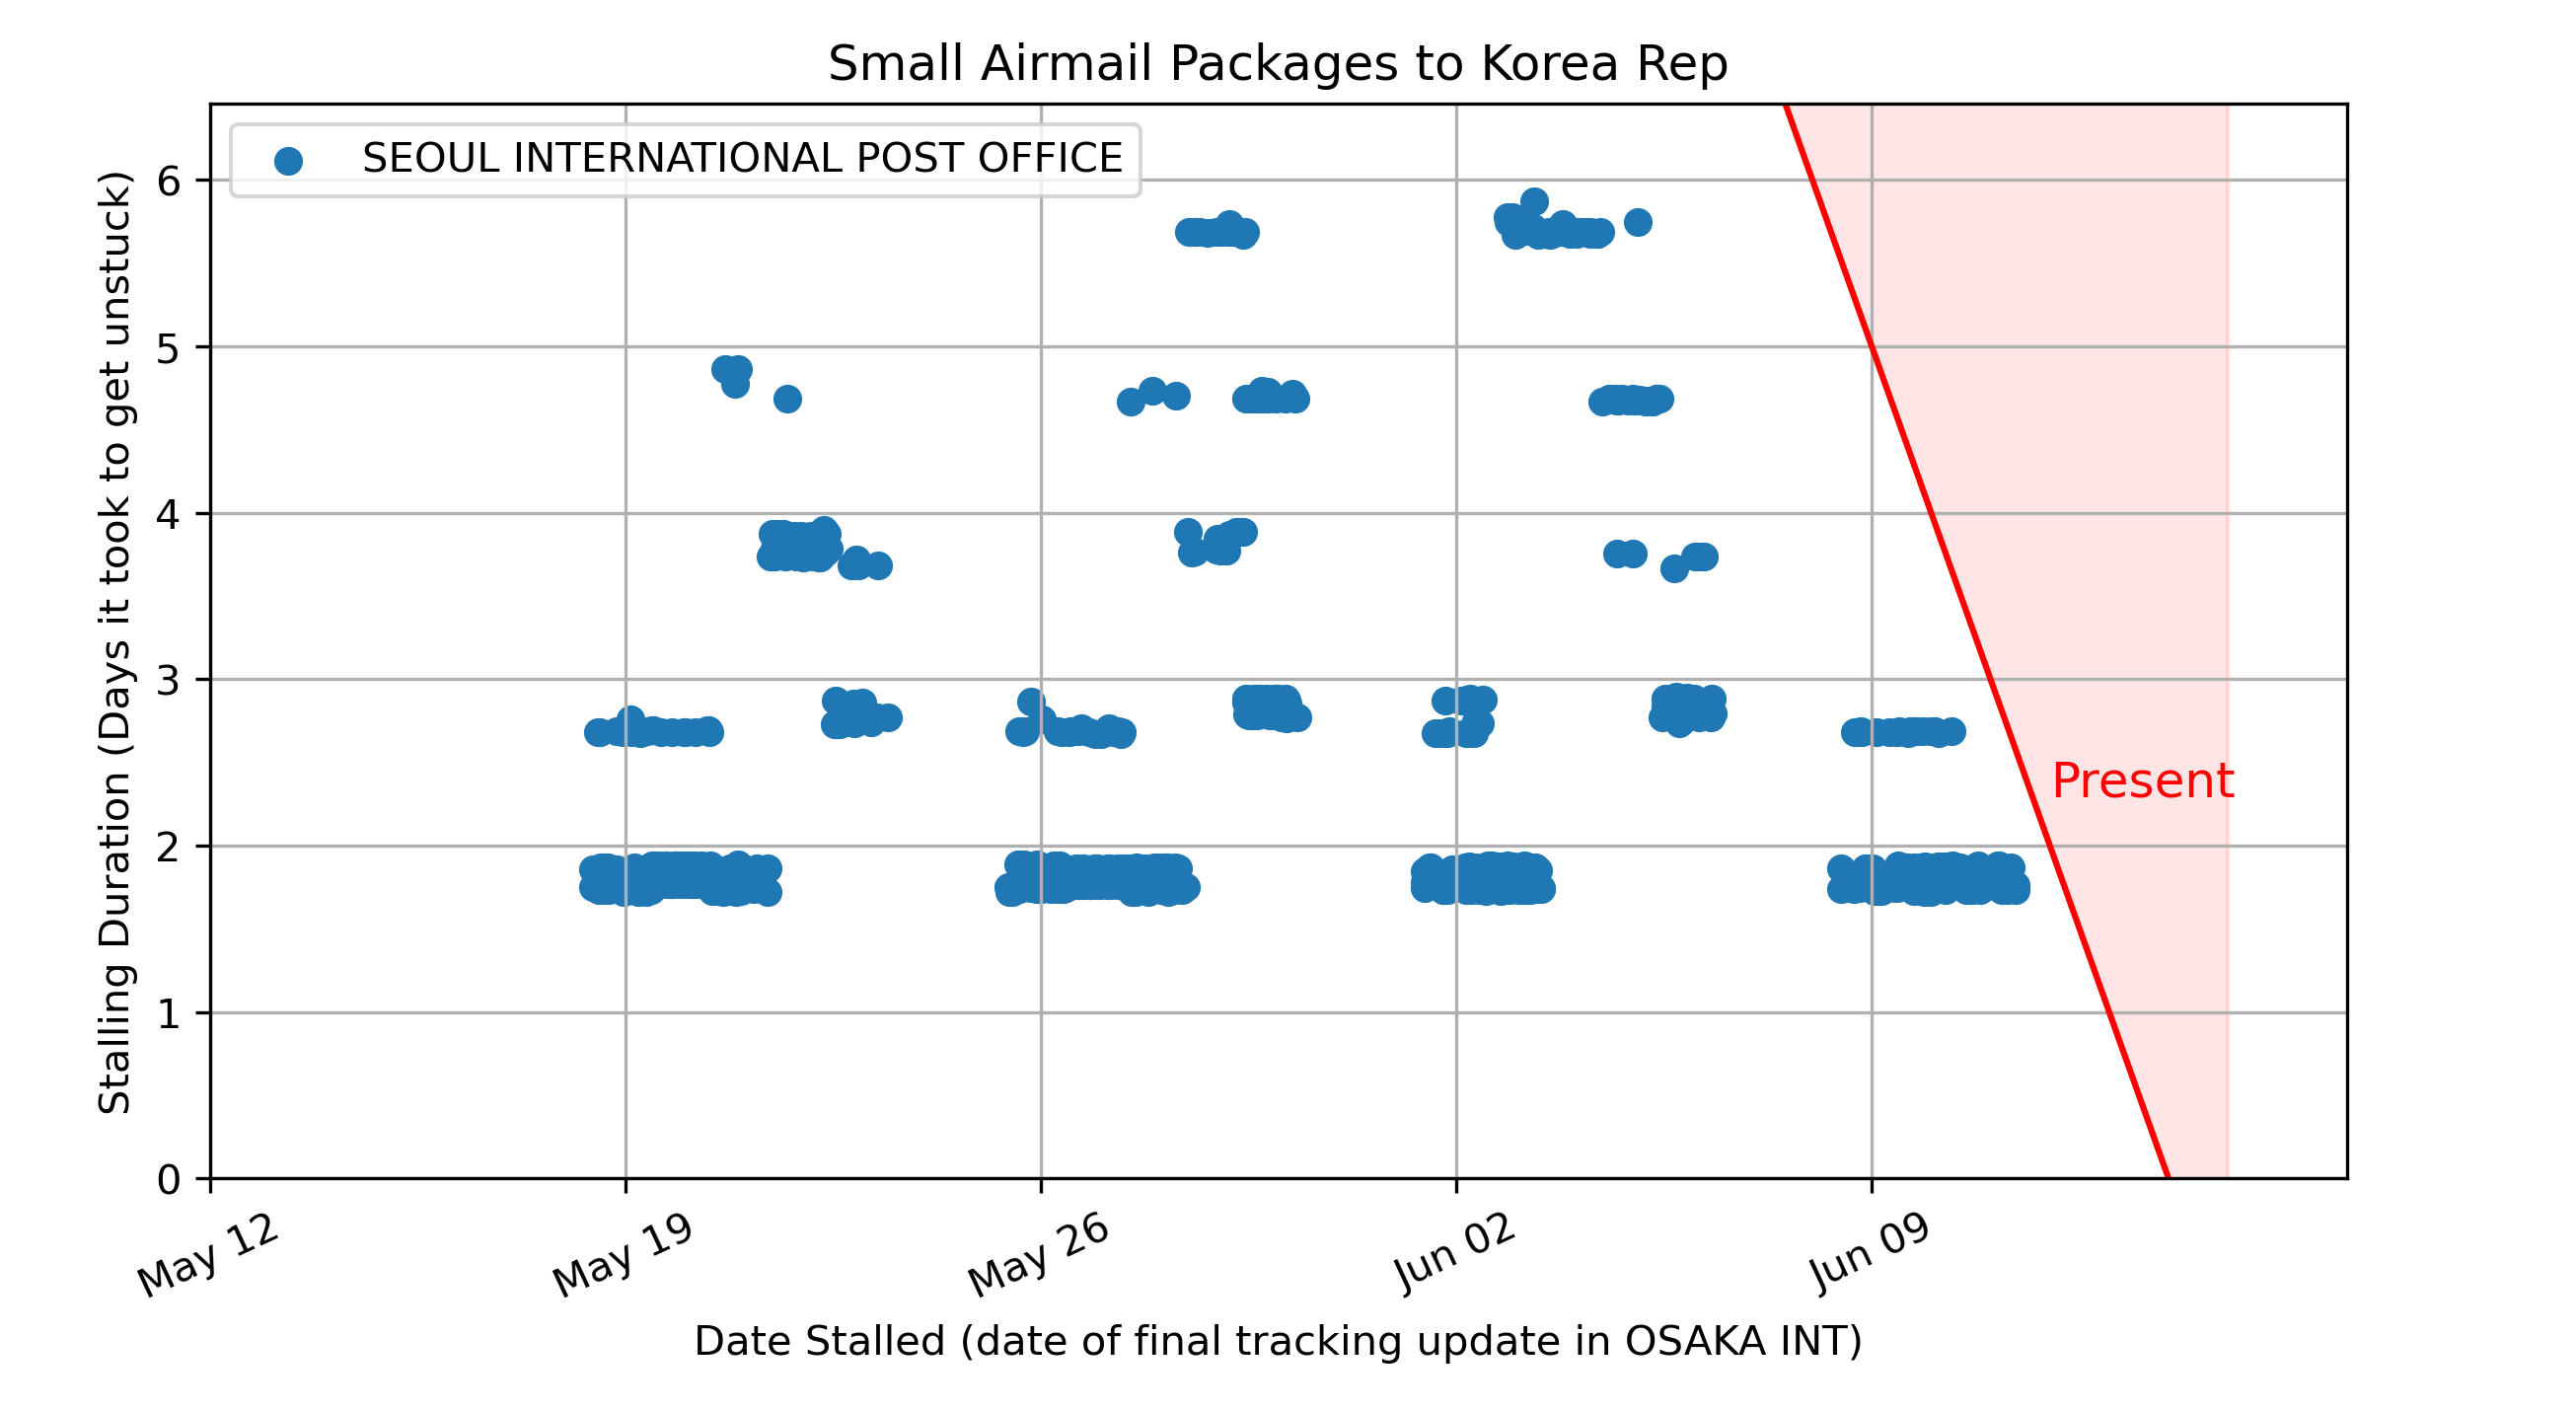 Small Airmail Packages to Korea Rep
SEOUL INTERNATIONAL POST OFFICE
Stalling Duration (Days it took to get unstuck)
6
5
4
3
2
1
0
Present
May 12
May 19
May 26
Jun 02
Jun 09
Date Stalled (date of final tracking update in OSAKA INT)